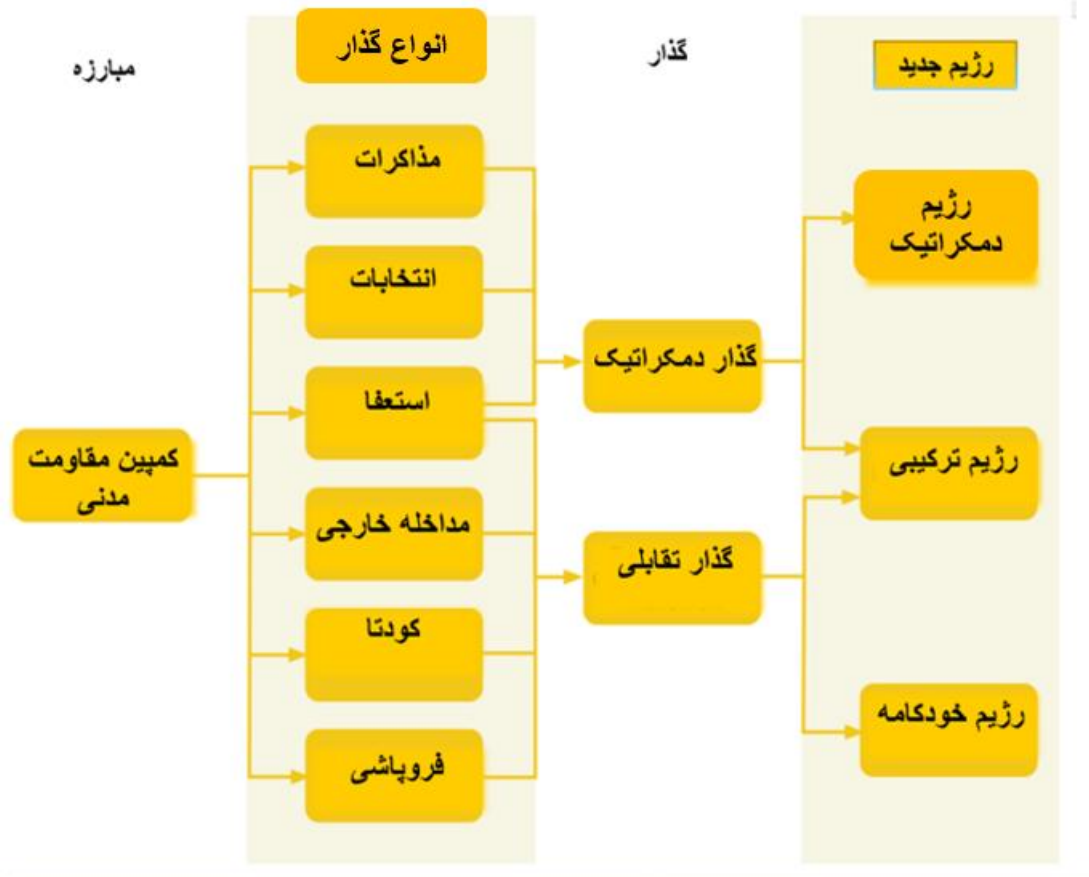 مبارزه
انواع گذار
گذار
رژیم جدید
کمپین مقاومت
مدنی
مذاکرات
انتخابات
استعفا
مداخله خارجی
کودتا
فروپاشی
گذار دمکراتیک
گذار تقابلی
رژیم
دمکراتیک
رژیم ترکیبی
رژیم خودکامه